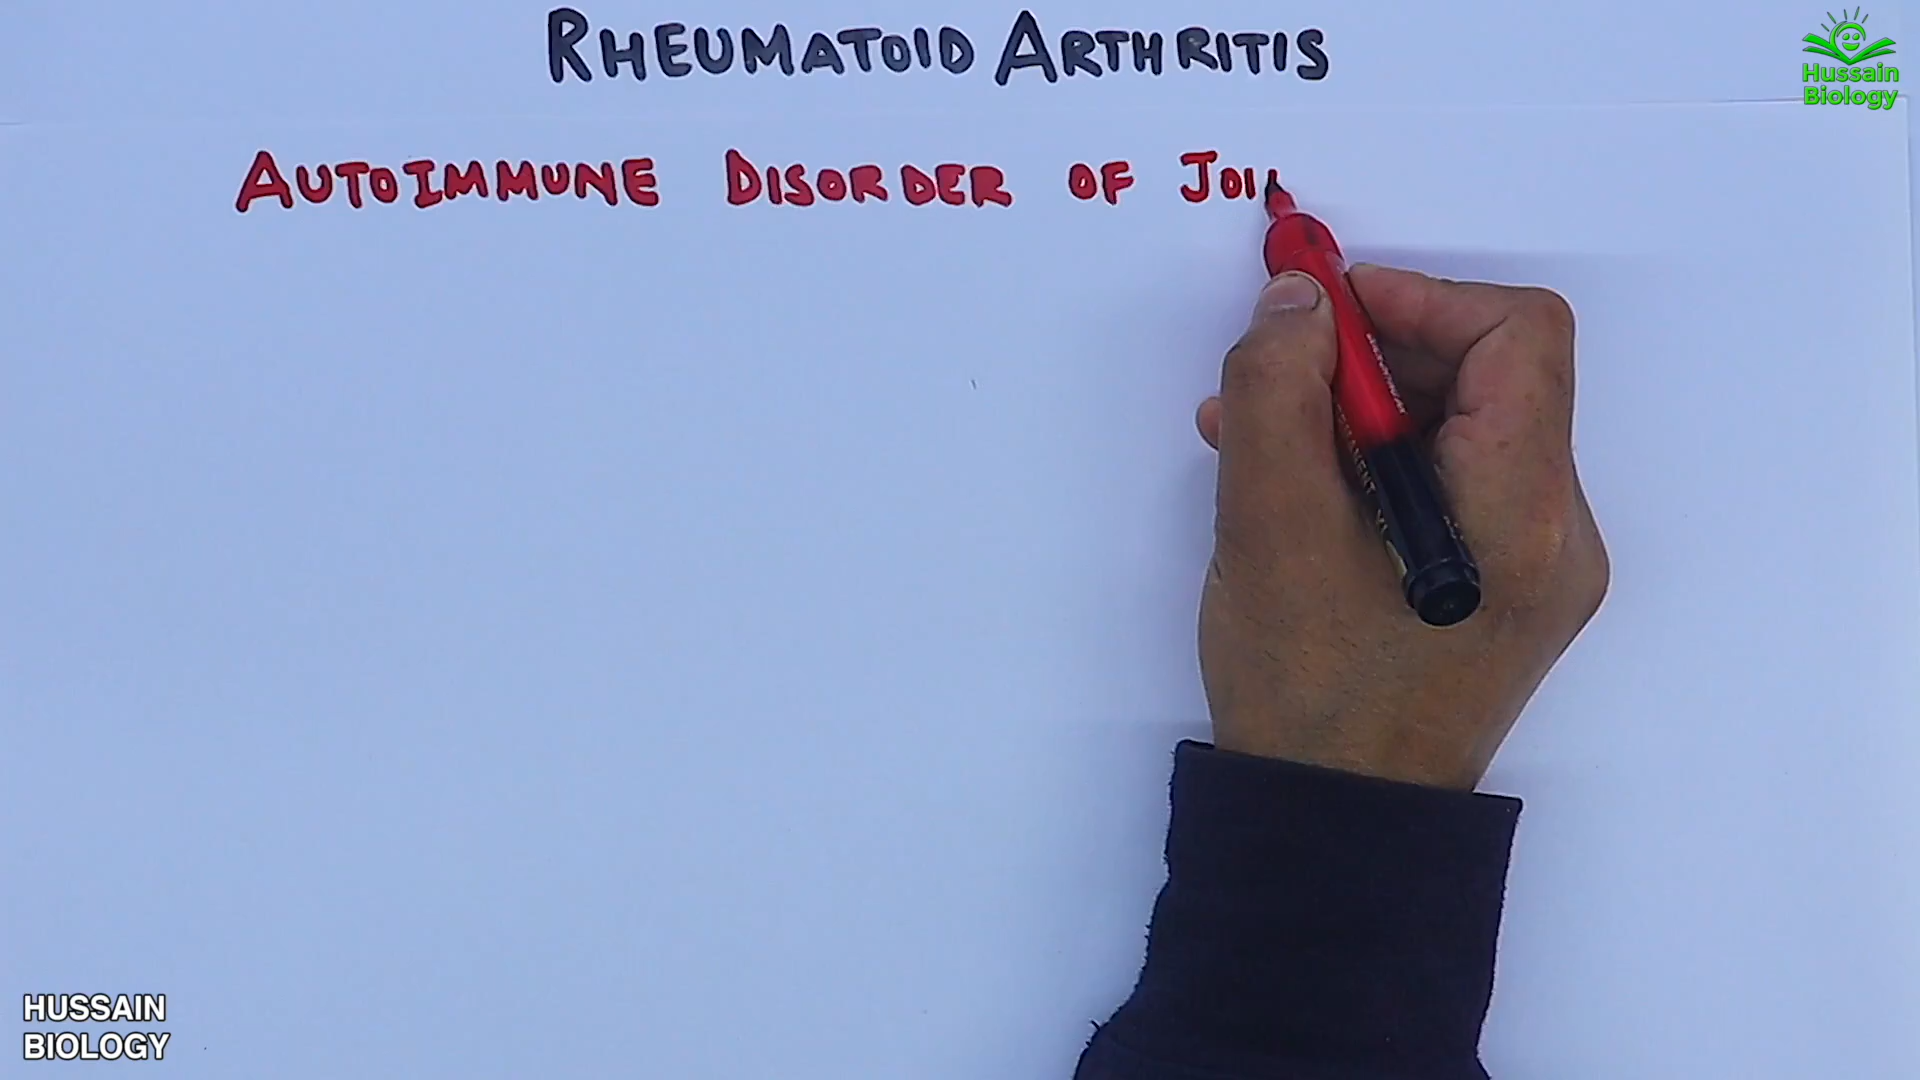 RHEUMATOID ARTHRITIS
Hussain
Biology
AUTOIMMUNE DISORDER OF JOI
HUSSAIN
BIOLOGY